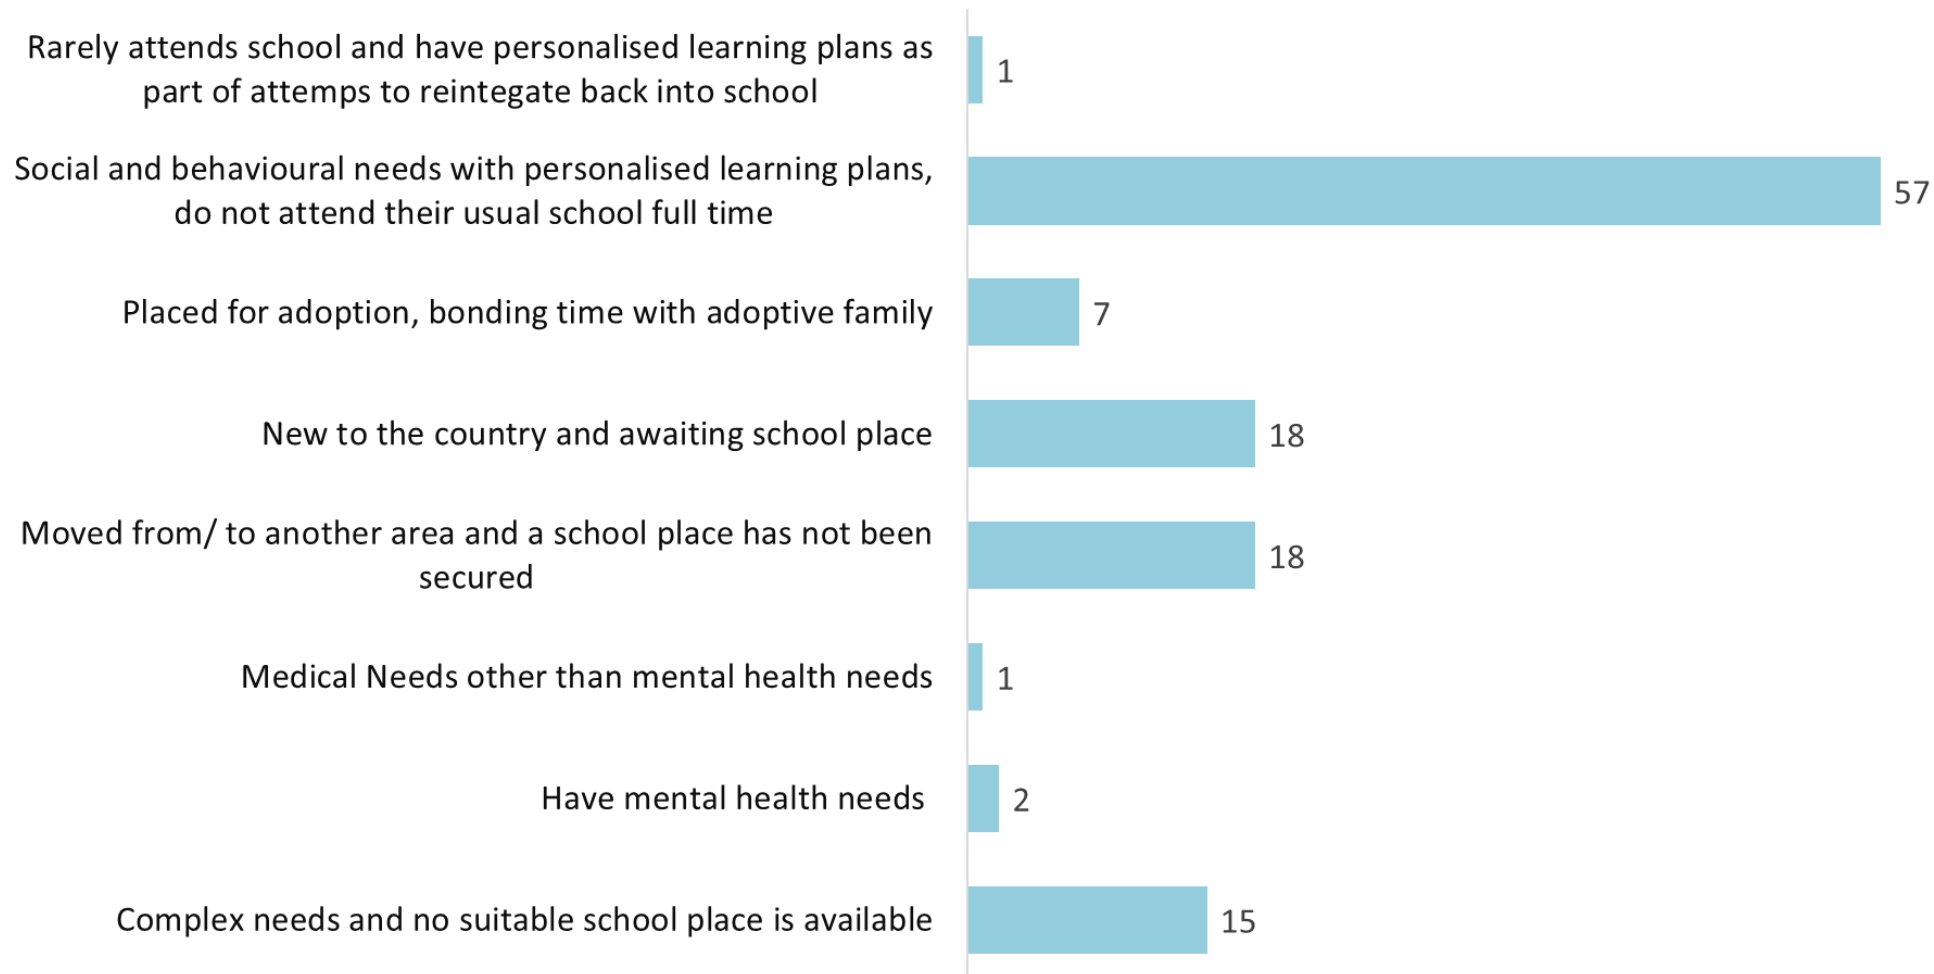 Rarely attends school and have personalised learning plans as
part of attemps to reintegate back into school
1
Social and behavioural needs with personalised learning plans,
do not attend their usual school full time
57
Placed for adoption, bonding time with adoptive family
7
New to the country and awaiting school place
18
Moved from/ to another area and a school place has not been
secured
18
Medical Needs other than mental health needs
1
Have mental health needs
2
Complex needs and no suitable school place is available
15